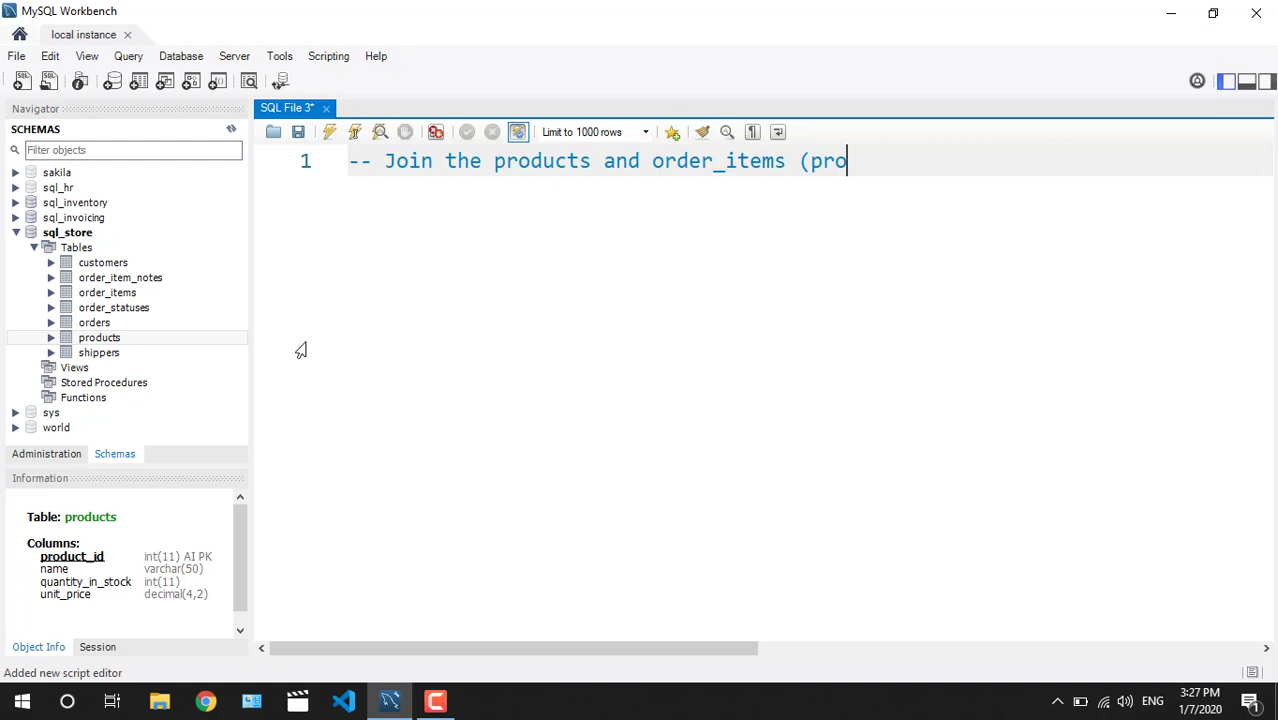 MySQL Workbench
local instance
File Edit View Query Database Server Tools Scripting Help
Navigator
SCHEMAS
Filter objects
sakila
sql_hr
sql_inventory
sql_invoicing
sql_store
Tables
customers
order_item_notes
order_items
order_statuses
orders
products
shippers
Views
Stored Procedures
Functions
sys
world
Administration Schemas
Information
Table: products
Columns:
product_id int(11) AI PK
name varchar(50)
quantity_in_stock int(11)
unit_price decimal(4,2)
Object Info Session
Added new script editor
SQL File 3*
Limit to 1000 rows
1 -- Join the products and order_items (pro
ENG
3:27 PM
1/7/2020